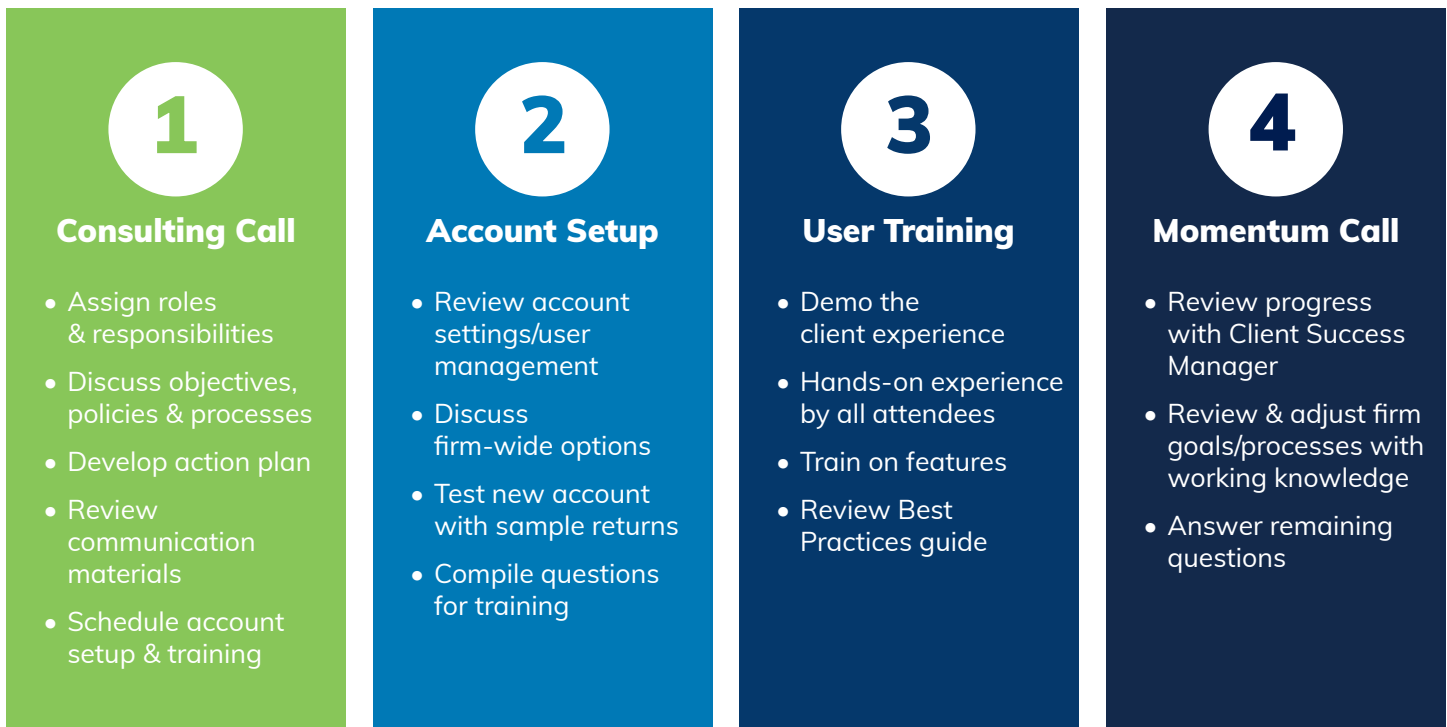 1
Consulting Call
• Assign roles
& responsibilities
• Discuss objectives,
policies & processes
• Develop action plan
• Review
communication
materials
• Schedule account
setup & training
2
Account Setup
• Review account
settings/user
management
• Discuss
firm-wide options
• Test new account
with sample returns
• Compile questions
for training
3
User Training
• Demo the
client experience
• Hands-on experience
by all attendees
• Train on features
• Review Best
Practices guide
4
Momentum Call
• Review progress
with Client Success
Manager
• Review & adjust firm
goals/processes with
working knowledge
• Answer remaining
questions